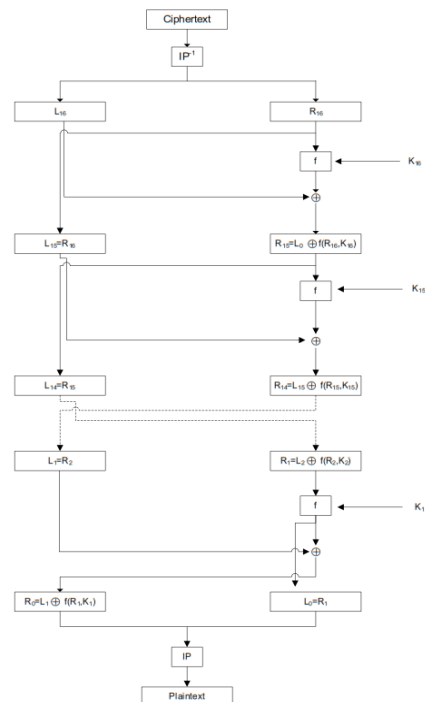 Ciphertext
IP⁻¹
L₁₆
R₁₆
f
K₁₆
⊕
L₁₅=R₁₆
R₁₅=L₀ ⊕ f(R₁₆,K₁₆)
f
K₁₅
⊕
L₁₄=R₁₅
R₁₄=L₁₅ ⊕ f(R₁₅,K₁₅)
L₁=R₂
R₁=L₂ ⊕ f(R₂,K₂)
f
K₁
⊕
R₀=L₁ ⊕ f(R₁,K₁)
L₀=R₁
IP
Plaintext